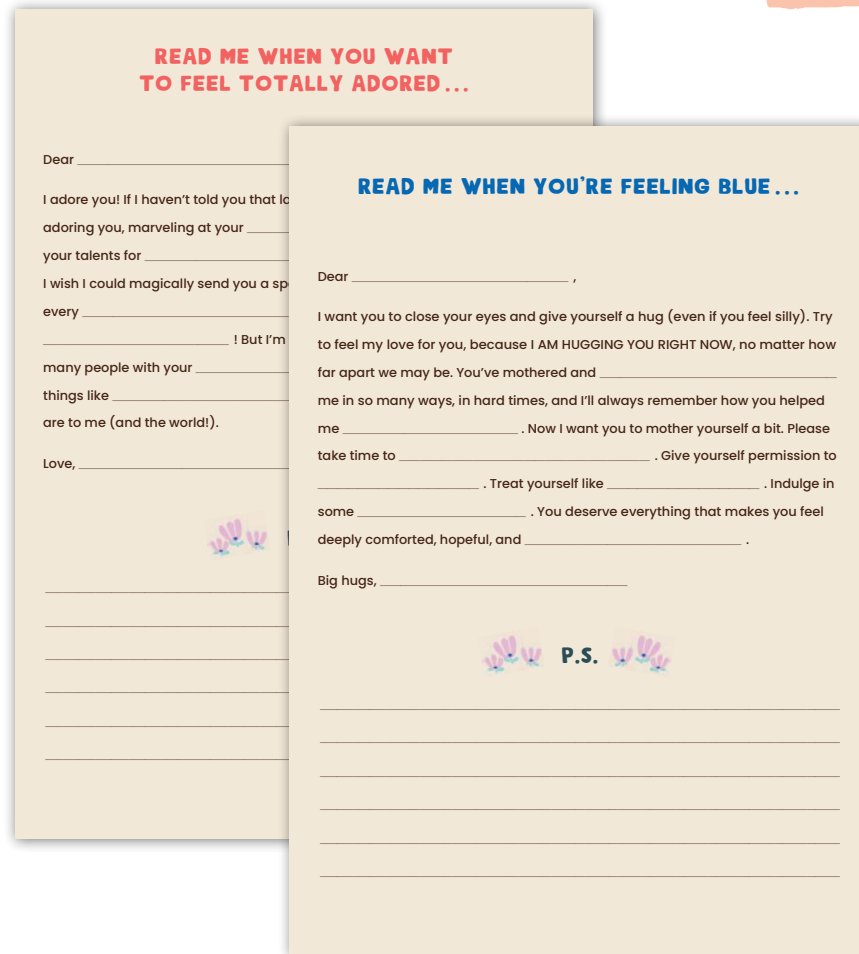 READ ME WHEN YOU WANT
TO FEEL TOTALLY ADORED...
Dear
I adore you! If I haven't told you that
adoring you, marveling at your
your talents for
I wish I could magically send you a
every
! But I'm
many people with your
things like
are to me (and the world!).
Love,
READ ME WHEN YOU'RE FEELING BLUE...
Dear ,
I want you to close your eyes and give yourself a hug (even if you feel silly). Try
to feel my love for you, because I AM HUGGING YOU RIGHT NOW, no matter how
far apart we may be. You've mothered and
me in so many ways, in hard times, and I'll always remember how you helped
me . Now I want you to mother yourself a bit. Please
take time to . Give yourself permission to
. Treat yourself like . Indulge in
some . You deserve everything that makes you feel
deeply comforted, hopeful, and .
Big hugs,
P.S.